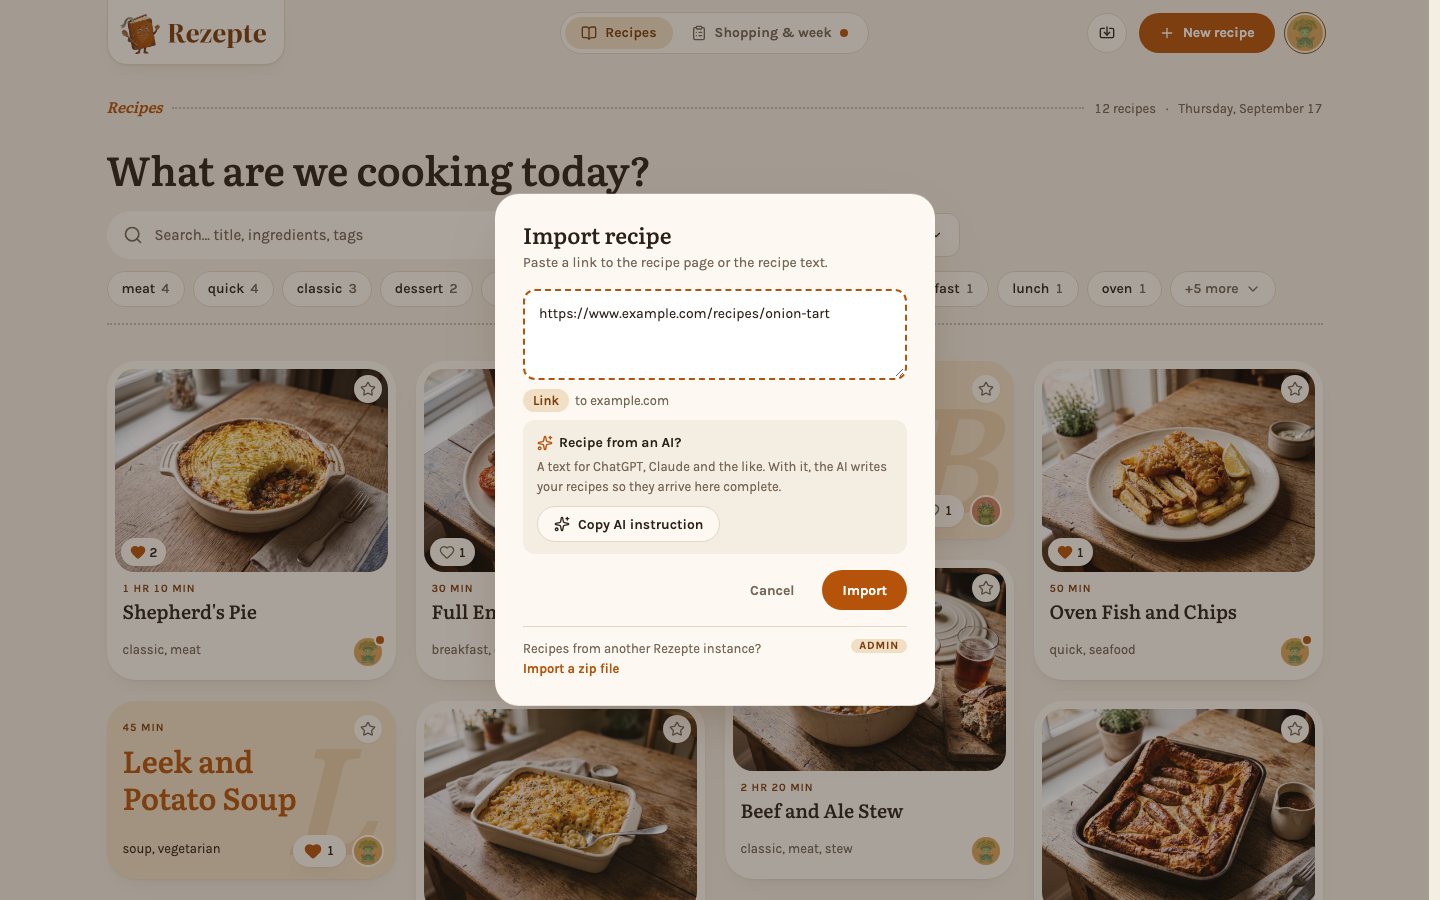 Rezepte
Recipes
Shopping & week
New recipe
Recipes
12 recipes · Thursday, September 17
What are we cooking today?
Search... title, ingredients, tags
meat 4
quick 4
classic 3
dessert 2
1
lunch 1
oven 1
+5 more
Import recipe
Paste a link to the recipe page or the recipe text.
https://www.example.com/recipes/onion-tart
Link to example.com
Recipe from an AI?
A text for ChatGPT, Claude and the like. With it, the AI writes
your recipes so they arrive here complete.
Copy AI instruction
Cancel
Import
Recipes from another Rezepte instance?
ADMIN
Import a zip file
2
1 HR 10 MIN
Shepherd's Pie
classic, meat
1
30 MIN
Full En
breakfast,
B
1
1
50 MIN
Oven Fish and Chips
quick, seafood
45 MIN
Leek and
Potato Soup
L
soup, vegetarian
1
2 HR 20 MIN
Beef and Ale Stew
classic, meat, stew